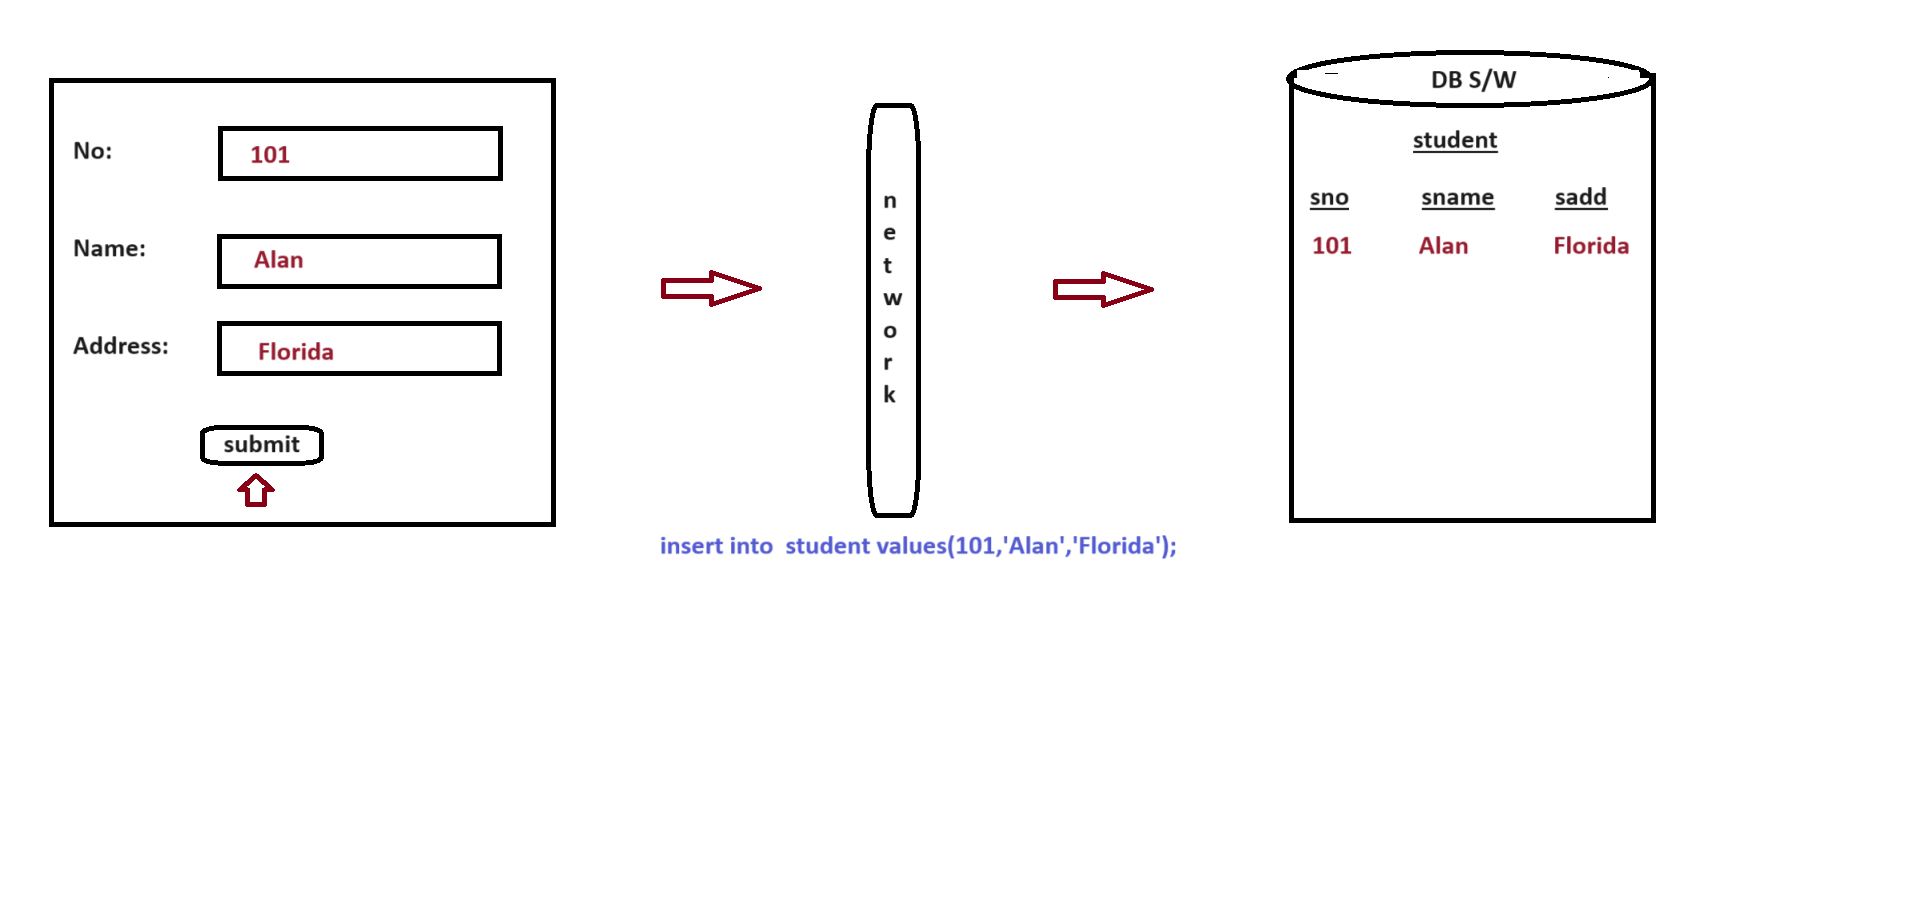 No:
101
Name:
Alan
Address:
Florida
submit
network
insert into  student values(101,'Alan','Florida');
DB S/W
student
sno sname sadd
101 Alan Florida